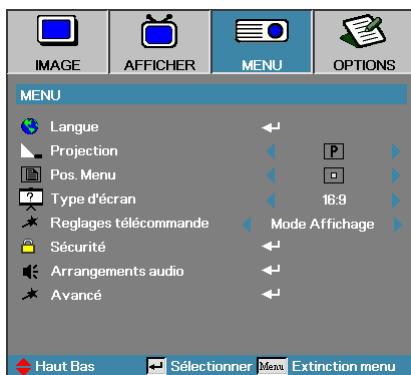 IMAGE AFFICHER MENU OPTIONS
MENU
Langue
Projection P
Pos. Menu
Type d'écran 16:9
Reglages télécommande Mode Affichage
Sécurité
Arrangements audio
Avancé
Haut Bas Sélectionner Menu Extinction menu